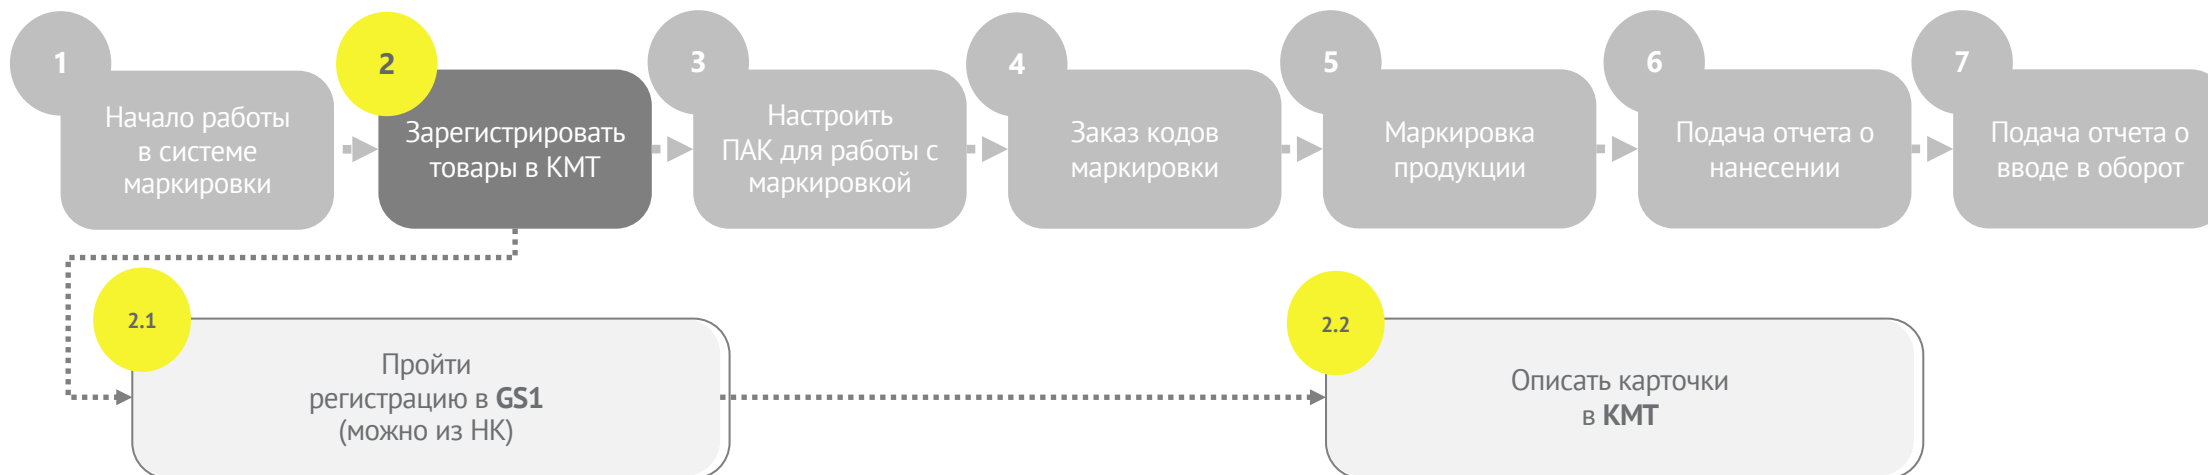 1
Начало работы
в системе
маркировки
2
Зарегистрировать
товары в КМТ
3
Настроить
ПАК для работы с
маркировкой
4
Заказ кодов
маркировки
5
Маркировка
продукции
6
Подача отчета о
нанесении
7
Подача отчета о
вводе в оборот
2.1
Пройти
регистрацию в GS1
(можно из НК)
2.2
Описать карточки
в КМТ